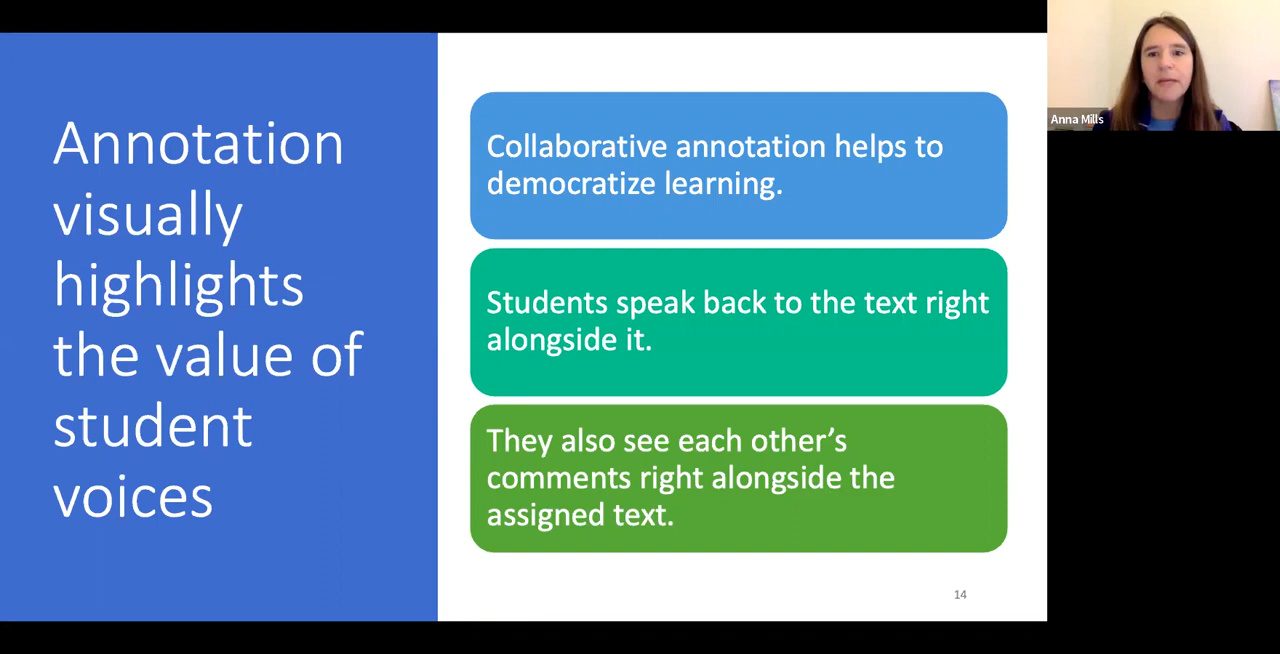 Annotation
visually
highlights
the value of
student
voices
Collaborative annotation helps to
democratize learning.
Students speak back to the text right
alongside it.
They also see each other’s
comments right alongside the
assigned text.
14
Anna Mills